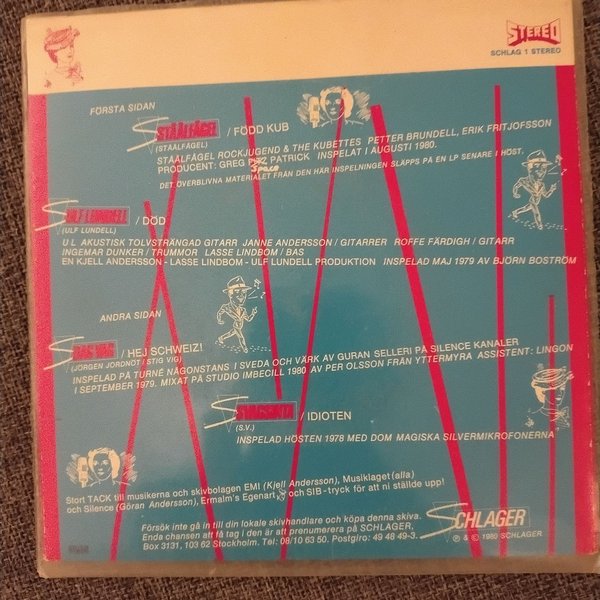 STEREO
SCHLAG 1 STEREO
FÖRSTA SIDAN
STÅÅLFÅGEL / FÖDD KUB
(STÅÅLFÅGEL)
STÅÅLFÅGEL ROCKJUGEND & THE KUBETTES PETTER BRUNDELL, ERIK FRITJOFSSON
PRODUCENT: GREG FITZ PATRICK INSPELAT I AUGUSTI 1980.
Space
DET ÖVERBLIVNA MATERIALET FRÅN DEN HÄR INSPELNINGEN SLÄPPS PÅ EN LP SENARE I HÖST.
ULF LUNDELL / DÖD
(ULF LUNDELL)
U L AKUSTISK TOLVSTRÄNGAD GITARR JANNE ANDERSSON / GITARRER ROFFE FÄRDIGH / GITARR
INGEMAR DUNKER / TRUMMOR LASSE LINDBOM / BAS
EN KJELL ANDERSSON - LASSE LINDBOM - ULF LUNDELL PRODUKTION INSPELAD MAJ 1979 AV BJÖRN BOSTRÖM
ANDRA SIDAN
DAG VAG / HEJ SCHWEIZ!
(JÖRGEN JORDNÖT / STIG VIG)
INSPELAD PÅ TURNÉ NÅGONSTANS I SVEDA OCH VÄRK AV GURAN SELLERI PÅ SILENCE KANALER
I SEPTEMBER 1979. MIXAT PÅ STUDIO IMBECILL 1980 AV PER OLSSON FRÅN YTTERMYRA ASSISTENT: LINGON
/ IDIOTEN
(S.V.)
INSPELAD HÖSTEN 1978 MED DOM MAGISKA SILVERMIKROFONERNA
Stort TACK till musikerna och skivbolagen EMI (Kjell Andersson), Musiklaget (alfa)
och Silence (Göran Andersson), Ermalm's Egenart och SIB-tryck för att ni ställde upp!
Försök inte gå in till din lokale skivhandlare och köpa denna skiva.
Enda chansen att få tag i den är att prenumerera på SCHLAGER,
Box 3131, 103 62 Stockholm. Tel: 08/10 63 50. Postgiro: 49 48 49-3.
SCHLAGER
℗ & © 1980 SCHLAGER